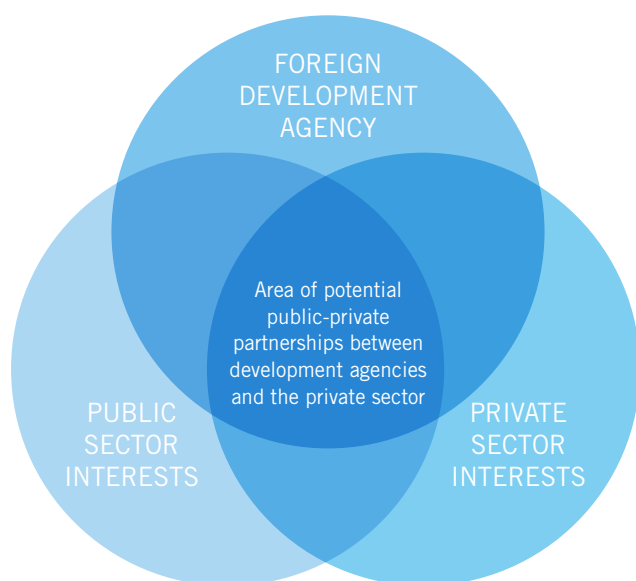 FOREIGN
DEVELOPMENT
AGENCY
Area of potential
public-private
partnerships between
development agencies
and the private sector
PUBLIC
SECTOR
INTERESTS
PRIVATE
SECTOR
INTERESTS